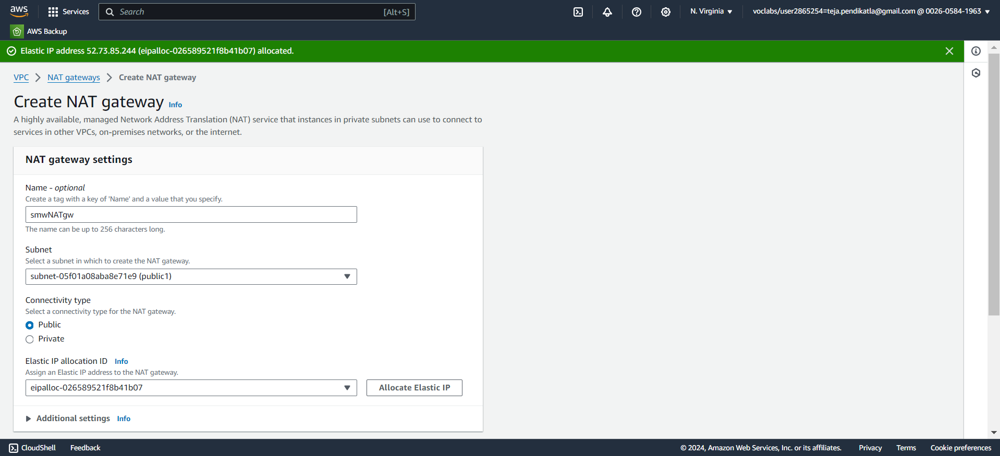 aws
Services
Search
[Alt+S]
N. Virginia
voclabs/user2865254=teja.pendikatla@gmail.com @ 0026-0584-1963
AWS Backup
Elastic IP address 52.73.85.244 (eipalloc-026589521f8b41b07) allocated.
VPC
NAT gateways
Create NAT gateway
Create NAT gateway Info
A highly available, managed Network Address Translation (NAT) service that instances in private subnets can use to connect to
services in other VPCs, on-premises networks, or the internet.
NAT gateway settings
Name - optional
Create a tag with a key of 'Name' and a value that you specify.
smwNATgw
The name can be up to 256 characters long.
Subnet
Select a subnet in which to create the NAT gateway.
subnet-05f01a08aba8e71e9 (public1)
Connectivity type
Select a connectivity type for the NAT gateway.
Public
Private
Elastic IP allocation ID Info
Assign an Elastic IP address to the NAT gateway.
eipalloc-026589521f8b41b07
Allocate Elastic IP
Additional settings Info
CloudShell
Feedback
© 2024, Amazon Web Services, Inc. or its affiliates.
Privacy
Terms
Cookie preferences